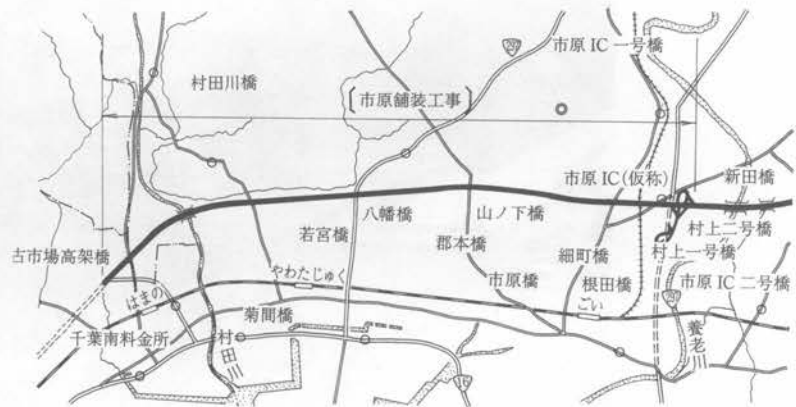 市原IC一号橋
297
村田川橋
〔市原舗装工事〕
市原IC(仮称)
新田橋
八幡橋
山ノ下橋
村上二号橋
若宮橋
郡本橋
細町橋
村上一号橋
古市場高架橋
やわたじゅく
市原橋
根田橋
市原IC二号橋
はまの
ごい
297
菊間橋
千葉南料金所
村田川
養老川
16